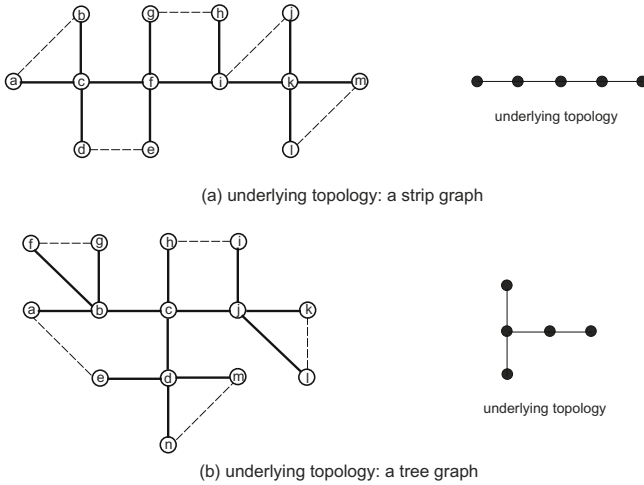 b g h j
a c f i k m
d e l
underlying topology
(a) underlying topology: a strip graph
f g h i
a b c j k
e d m l
n
underlying topology
(b) underlying topology: a tree graph